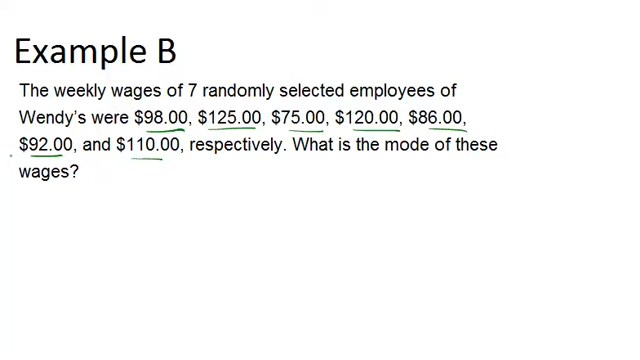 Example B
The weekly wages of 7 randomly selected employees of
Wendy's were $98.00, $125.00, $75.00, $120.00, $86.00,
$92.00, and $110.00, respectively. What is the mode of these
wages?